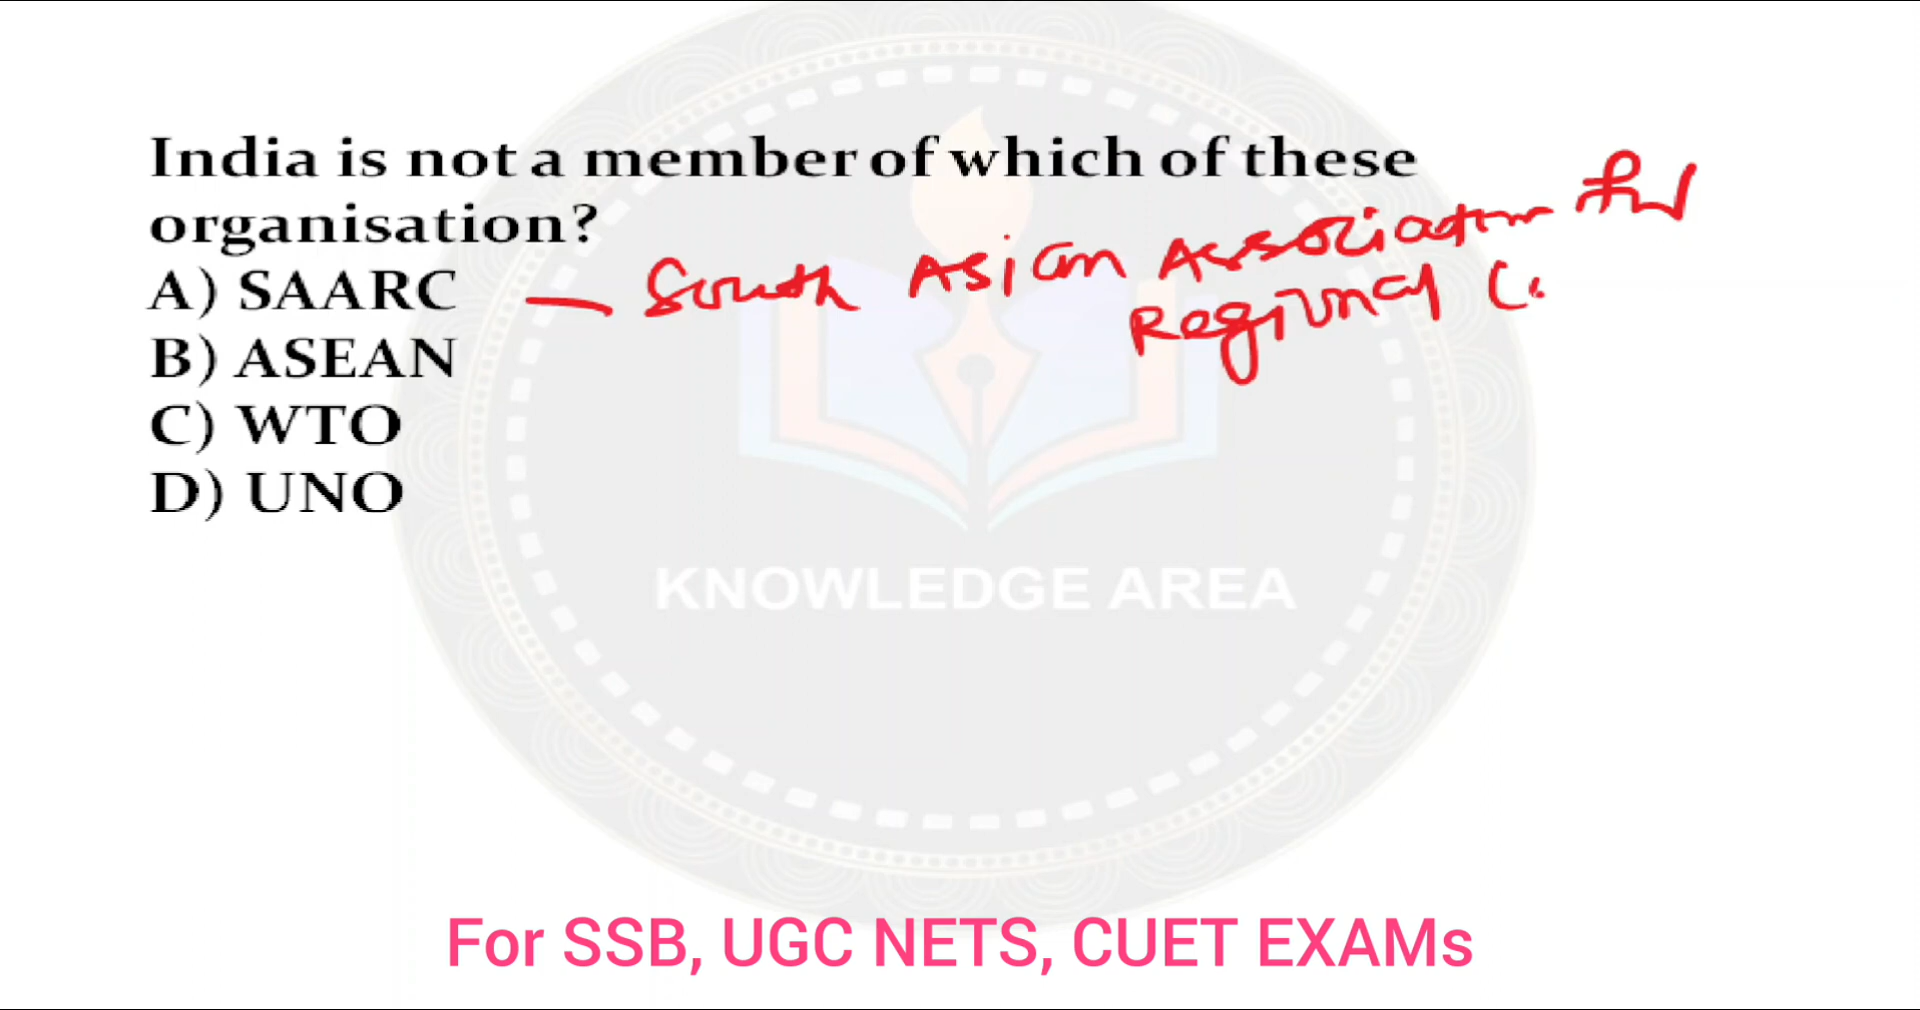 India is not a member of which of these
organisation?
A) SAARC — South Asian Association for
Regional Co
B) ASEAN
C) WTO
D) UNO
KNOWLEDGE AREA
For SSB, UGC NETS, CUET EXAMs